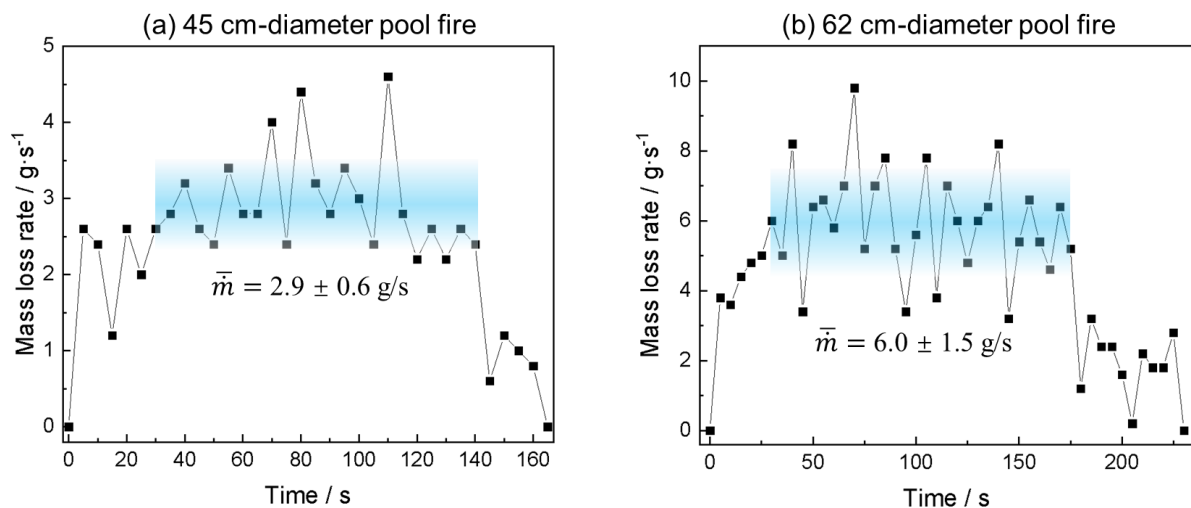 (a) 45 cm-diameter pool fire
5
4
3
2
1
0
Mass loss rate / g·s⁻¹
m̄̇ = 2.9 ± 0.6 g/s
0 20 40 60 80 100 120 140 160
Time / s
(b) 62 cm-diameter pool fire
10
8
6
4
2
0
Mass loss rate / g·s⁻¹
m̄̇ = 6.0 ± 1.5 g/s
0 50 100 150 200
Time / s